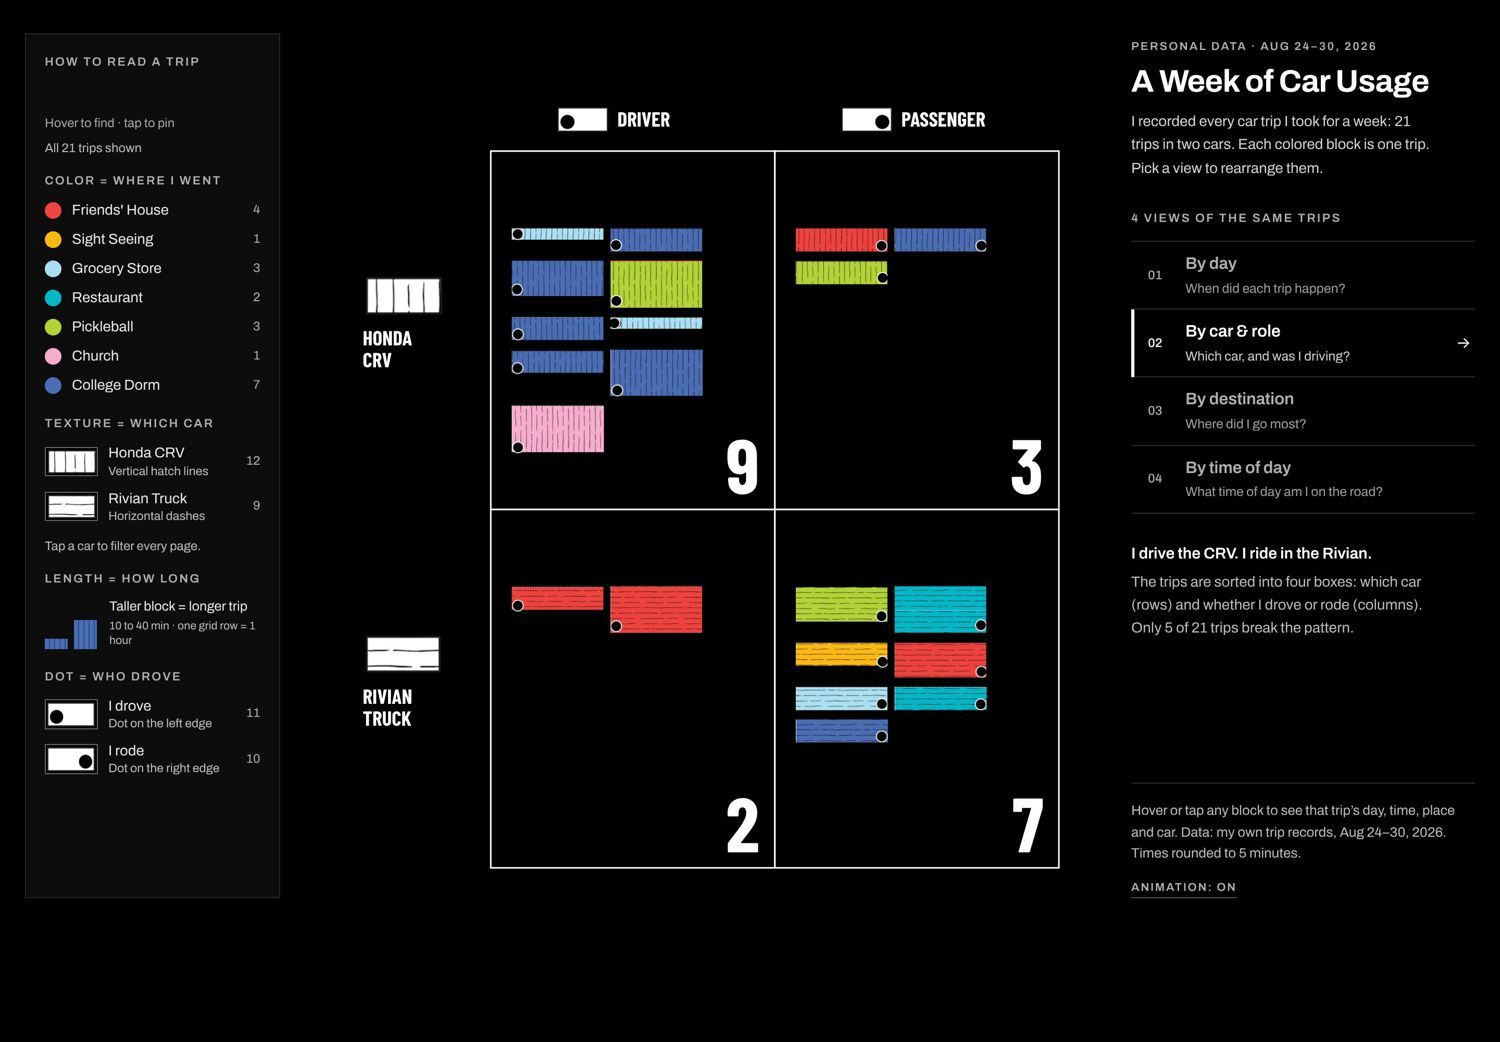 HOW TO READ A TRIP
Hover to find · tap to pin
All 21 trips shown
COLOR = WHERE I WENT
Friends' House 4
Sight Seeing 1
Grocery Store 3
Restaurant 2
Pickleball 3
Church 1
College Dorm 7
TEXTURE = WHICH CAR
Honda CRV 12
Vertical hatch lines
Rivian Truck 9
Horizontal dashes
Tap a car to filter every page.
LENGTH = HOW LONG
Taller block = longer trip
10 to 40 min · one grid row = 1
hour
DOT = WHO DROVE
I drove 11
Dot on the left edge
I rode 10
Dot on the right edge
DRIVER
PASSENGER
HONDA
CRV
9
3
RIVIAN
TRUCK
2
7
PERSONAL DATA · AUG 24–30, 2026
A Week of Car Usage
I recorded every car trip I took for a week: 21
trips in two cars. Each colored block is one trip.
Pick a view to rearrange them.
4 VIEWS OF THE SAME TRIPS
01 By day
When did each trip happen?
02 By car & role →
Which car, and was I driving?
03 By destination
Where did I go most?
04 By time of day
What time of day am I on the road?
I drive the CRV. I ride in the Rivian.
The trips are sorted into four boxes: which car
(rows) and whether I drove or rode (columns).
Only 5 of 21 trips break the pattern.
Hover or tap any block to see that trip’s day, time, place
and car. Data: my own trip records, Aug 24–30, 2026.
Times rounded to 5 minutes.
ANIMATION: ON